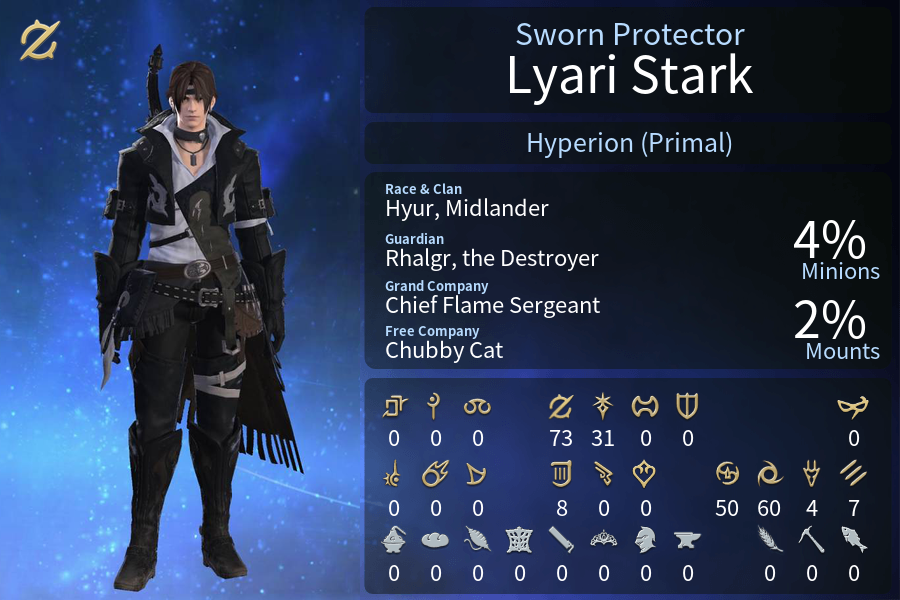 Sworn Protector
Lyari Stark
Hyperion (Primal)
Race & Clan
Hyur, Midlander
Guardian
Rhalgr, the Destroyer
Grand Company
Chief Flame Sergeant
Free Company
Chubby Cat
4%
Minions
2%
Mounts
0 0 0 73 31 0 0 0
0 0 0 8 0 0 50 60 4 7
0 0 0 0 0 0 0 0 0 0 0